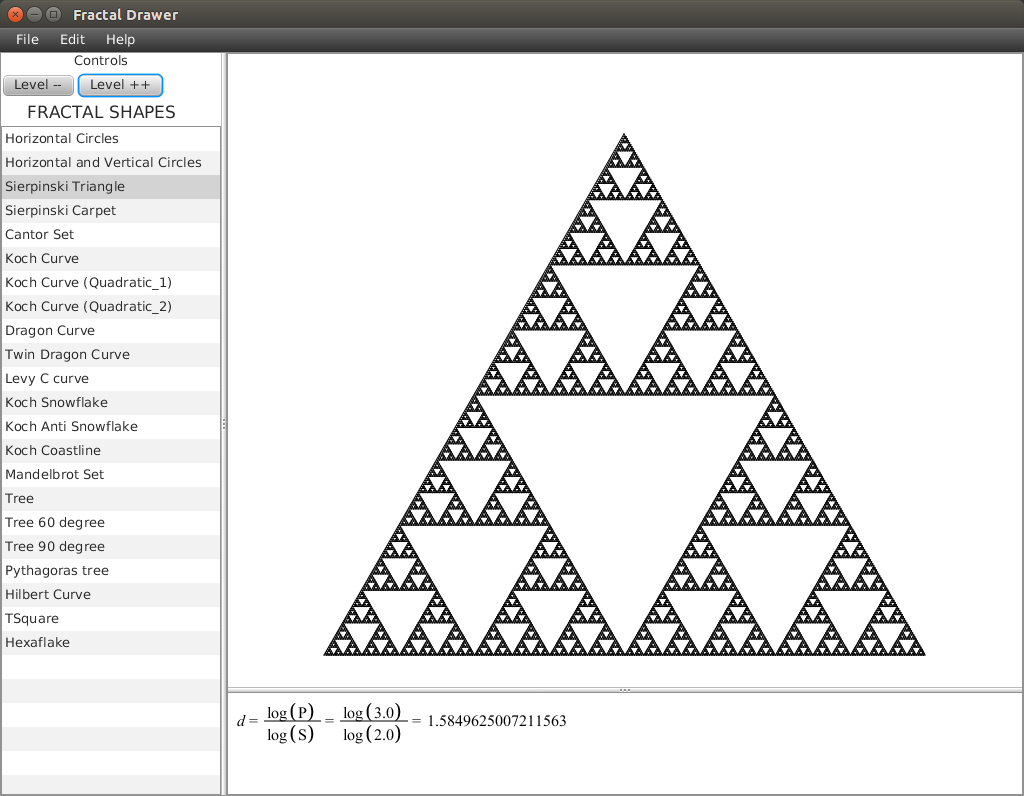 Fractal Drawer
File Edit Help
Controls
Level -- Level ++
FRACTAL SHAPES
Horizontal Circles
Horizontal and Vertical Circles
Sierpinski Triangle
Sierpinski Carpet
Cantor Set
Koch Curve
Koch Curve (Quadratic_1)
Koch Curve (Quadratic_2)
Dragon Curve
Twin Dragon Curve
Levy C curve
Koch Snowflake
Koch Anti Snowflake
Koch Coastline
Mandelbrot Set
Tree
Tree 60 degree
Tree 90 degree
Pythagoras tree
Hilbert Curve
TSquare
Hexaflake
d = log(P) / log(S) = log(3.0) / log(2.0) = 1.5849625007211563